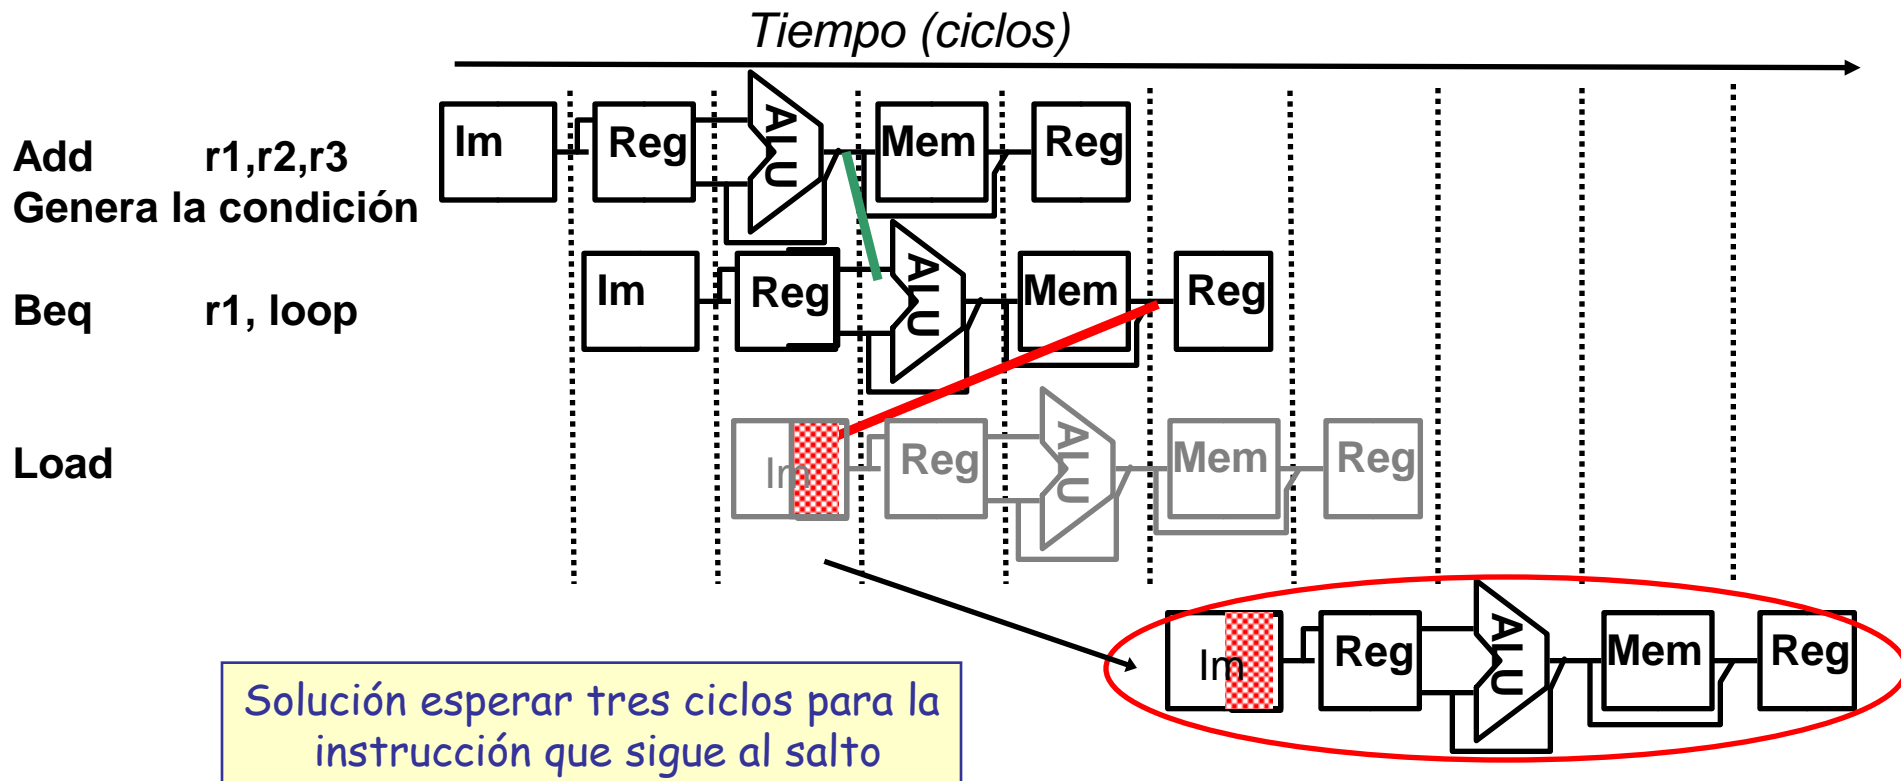 Tiempo (ciclos)
Add r1,r2,r3
Genera la condición
Im Reg ALU Mem Reg
Beq r1, loop
Im Reg ALU Mem Reg
Load
Im Reg ALU Mem Reg
Im Reg ALU Mem Reg
Solución esperar tres ciclos para la
instrucción que sigue al salto